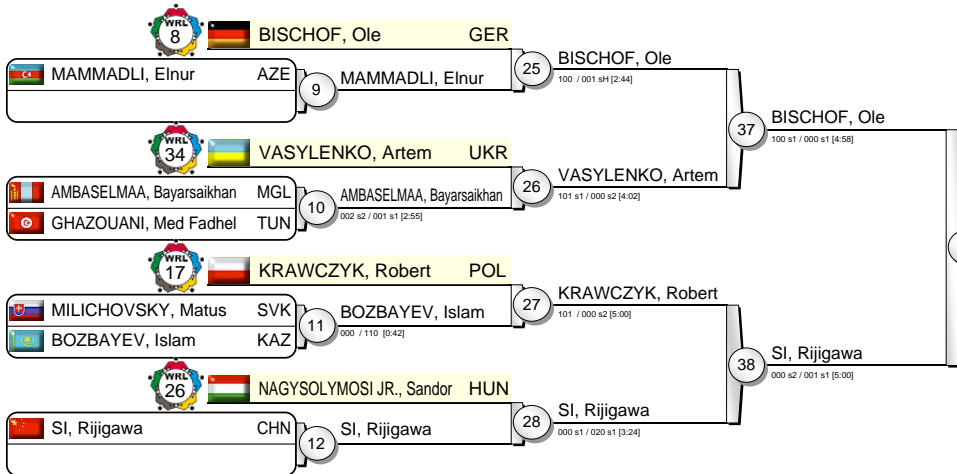 WRL
8
BISCHOF, Ole GER
MAMMADLI, Elnur AZE
9
MAMMADLI, Elnur
25
BISCHOF, Ole
100 / 001 sH [2:44]
WRL
34
VASYLENKO, Artem UKR
AMBASELMAA, Bayarsaikhan MGL
GHAZOUANI, Med Fadhel TUN
10
AMBASELMAA, Bayarsaikhan
002 s2 / 001 s1 [2:55]
26
VASYLENKO, Artem
101 s1 / 000 s2 [4:02]
37
BISCHOF, Ole
100 s1 / 000 s1 [4:58]
WRL
17
KRAWCZYK, Robert POL
MILICHOVSKY, Matus SVK
BOZBAYEV, Islam KAZ
11
BOZBAYEV, Islam
000 / 110 [0:42]
27
KRAWCZYK, Robert
101 / 000 s2 [5:00]
WRL
26
NAGYSOLYMOSI JR., Sandor HUN
SI, Rijigawa CHN
12
SI, Rijigawa
28
SI, Rijigawa
000 s1 / 020 s1 [3:24]
38
SI, Rijigawa
000 s2 / 001 s1 [5:00]